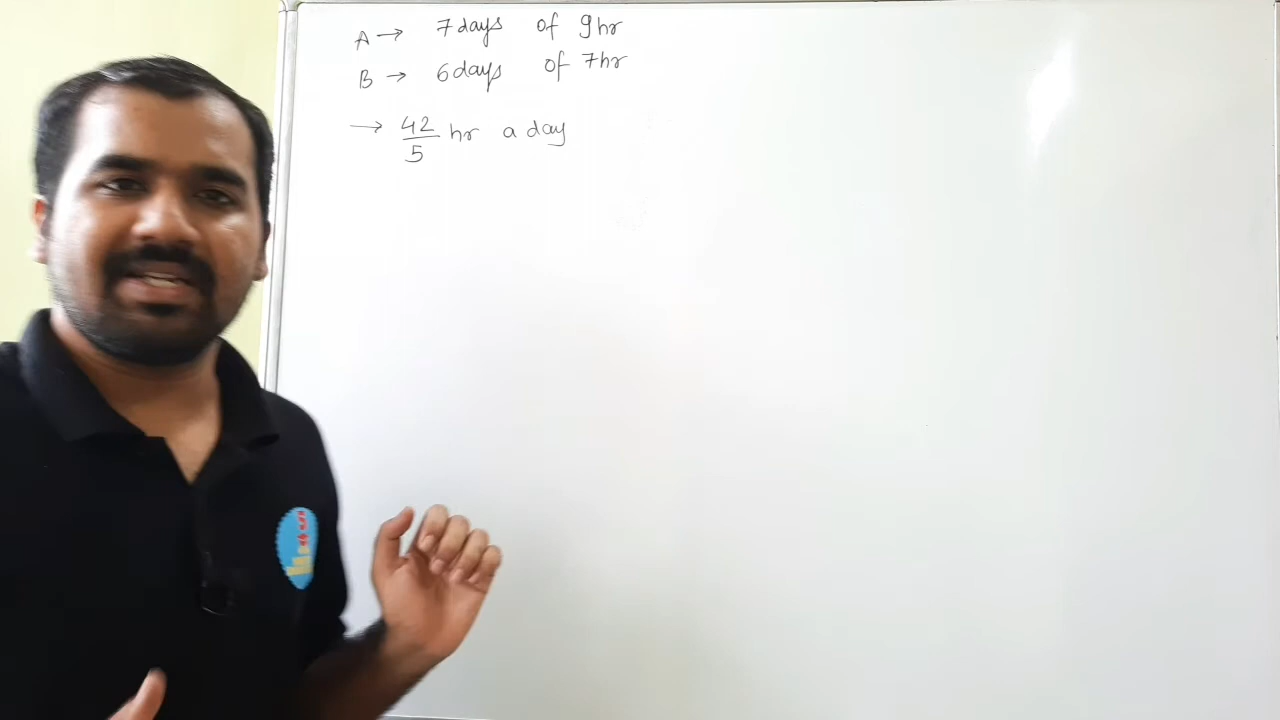 A → 7 days of 9 hr
B → 6 days of 7 hr
→ 42/5 hr a day